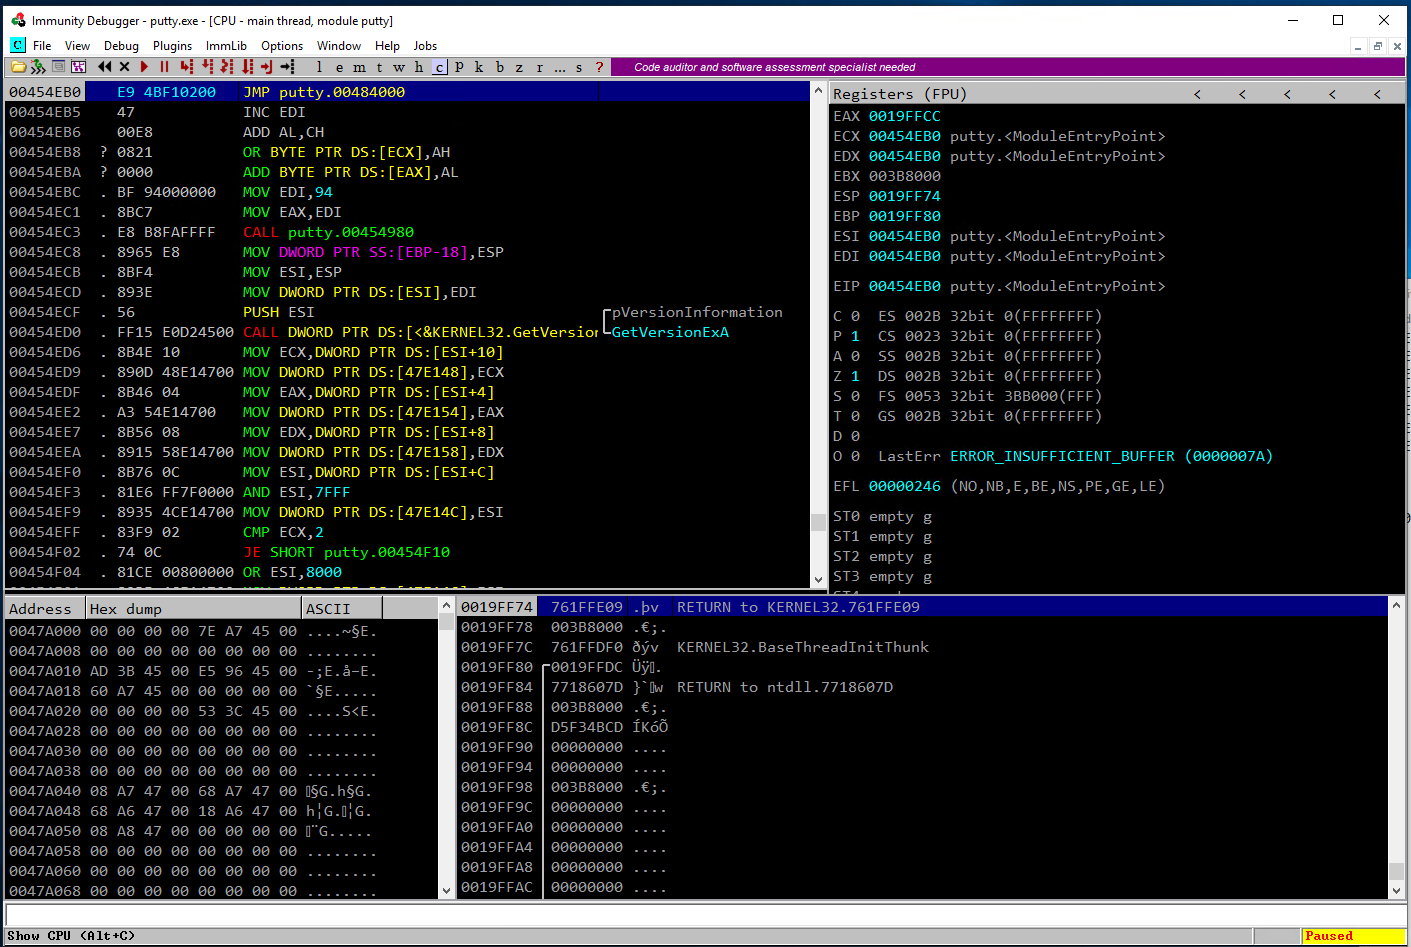 Immunity Debugger - putty.exe - [CPU - main thread, module putty]
C File View Debug Plugins ImmLib Options Window Help Jobs
l e m t w h c P k b z r ... s ? Code auditor and software assessment specialist needed
00454EB0 E9 4BF10200 JMP putty.00484000
00454EB5 47 INC EDI
00454EB6 00E8 ADD AL,CH
00454EB8 ? 0821 OR BYTE PTR DS:[ECX],AH
00454EBA ? 0000 ADD BYTE PTR DS:[EAX],AL
00454EBC . BF 94000000 MOV EDI,94
00454EC1 . 8BC7 MOV EAX,EDI
00454EC3 . E8 B8FAFFFF CALL putty.00454980
00454EC8 . 8965 E8 MOV DWORD PTR SS:[EBP-18],ESP
00454ECB . 8BF4 MOV ESI,ESP
00454ECD . 893E MOV DWORD PTR DS:[ESI],EDI
00454ECF . 56 PUSH ESI pVersionInformation
00454ED0 . FF15 E0D24500 CALL DWORD PTR DS:[<&KERNEL32.GetVersion GetVersionExA
00454ED6 . 8B4E 10 MOV ECX,DWORD PTR DS:[ESI+10]
00454ED9 . 890D 48E14700 MOV DWORD PTR DS:[47E148],ECX
00454EDF . 8B46 04 MOV EAX,DWORD PTR DS:[ESI+4]
00454EE2 . A3 54E14700 MOV DWORD PTR DS:[47E154],EAX
00454EE7 . 8B56 08 MOV EDX,DWORD PTR DS:[ESI+8]
00454EEA . 8915 58E14700 MOV DWORD PTR DS:[47E158],EDX
00454EF0 . 8B76 0C MOV ESI,DWORD PTR DS:[ESI+C]
00454EF3 . 81E6 FF7F0000 AND ESI,7FFF
00454EF9 . 8935 4CE14700 MOV DWORD PTR DS:[47E14C],ESI
00454EFF . 83F9 02 CMP ECX,2
00454F02 . 74 0C JE SHORT putty.00454F10
00454F04 . 81CE 00800000 OR ESI,8000
Registers (FPU) < < < < <
EAX 0019FFCC
ECX 00454EB0 putty.<ModuleEntryPoint>
EDX 00454EB0 putty.<ModuleEntryPoint>
EBX 003B8000
ESP 0019FF74
EBP 0019FF80
ESI 00454EB0 putty.<ModuleEntryPoint>
EDI 00454EB0 putty.<ModuleEntryPoint>
EIP 00454EB0 putty.<ModuleEntryPoint>
C 0 ES 002B 32bit 0(FFFFFFFF)
P 1 CS 0023 32bit 0(FFFFFFFF)
A 0 SS 002B 32bit 0(FFFFFFFF)
Z 1 DS 002B 32bit 0(FFFFFFFF)
S 0 FS 0053 32bit 3BB000(FFF)
T 0 GS 002B 32bit 0(FFFFFFFF)
D 0
O 0 LastErr ERROR_INSUFFICIENT_BUFFER (0000007A)
EFL 00000246 (NO,NB,E,BE,NS,PE,GE,LE)
ST0 empty g
ST1 empty g
ST2 empty g
ST3 empty g
Address Hex dump ASCII
0047A000 00 00 00 00 7E A7 45 00 ....~§E.
0047A008 00 00 00 00 00 00 00 00 ........
0047A010 AD 3B 45 00 E5 96 45 00 -;E.å–E.
0047A018 60 A7 45 00 00 00 00 00 `§E.....
0047A020 00 00 00 00 53 3C 45 00 ....S<E.
0047A028 00 00 00 00 00 00 00 00 ........
0047A030 00 00 00 00 00 00 00 00 ........
0047A038 00 00 00 00 00 00 00 00 ........
0047A040 08 A7 47 00 68 A7 47 00 §G.h§G.
0047A048 68 A6 47 00 18 A6 47 00 h¦G.¦G.
0047A050 08 A8 47 00 00 00 00 00 ¨G.....
0047A058 00 00 00 00 00 00 00 00 ........
0047A060 00 00 00 00 00 00 00 00 ........
0047A068 00 00 00 00 00 00 00 00 ........
0019FF74 761FFE09 .þv RETURN to KERNEL32.761FFE09
0019FF78 003B8000 .€;.
0019FF7C 761FFDF0 ðýv KERNEL32.BaseThreadInitThunk
0019FF80 0019FFDC Üÿ.
0019FF84 7718607D }`w RETURN to ntdll.7718607D
0019FF88 003B8000 .€;.
0019FF8C D5F34BCD ÍKóÕ
0019FF90 00000000 ....
0019FF94 00000000 ....
0019FF98 003B8000 .€;.
0019FF9C 00000000 ....
0019FFA0 00000000 ....
0019FFA4 00000000 ....
0019FFA8 00000000 ....
0019FFAC 00000000 ....
Show CPU (Alt+C) Paused